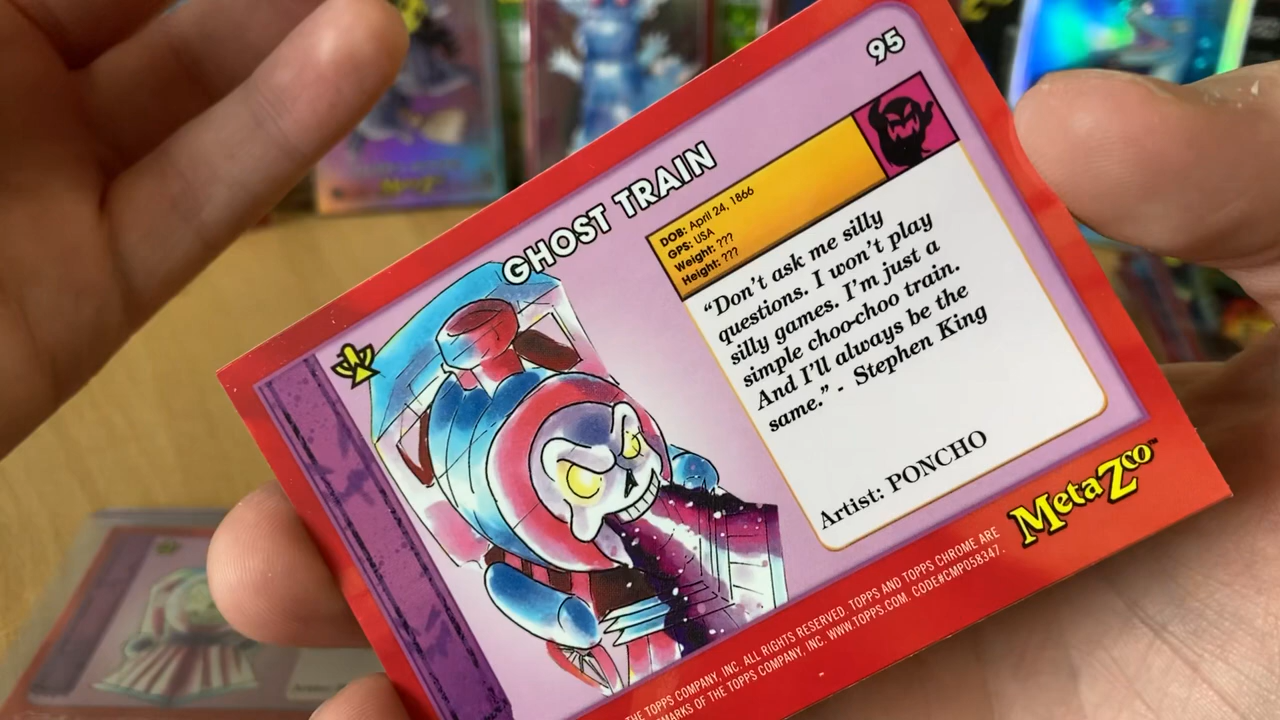 95
GHOST TRAIN
DOB: April 24, 1866
GPS: USA
Weight: ???
Height: ???
“Don’t ask me silly
questions. I won’t play
silly games. I’m just a
simple choo-choo train.
And I’ll always be the
same.” - Stephen King
Artist: PONCHO
MetaZoo™
THE TOPPS COMPANY, INC. ALL RIGHTS RESERVED. TOPPS AND TOPPS CHROME ARE
MARKS OF THE TOPPS COMPANY, INC. WWW.TOPPS.COM. CODE#CMP058347.
MetaZoo